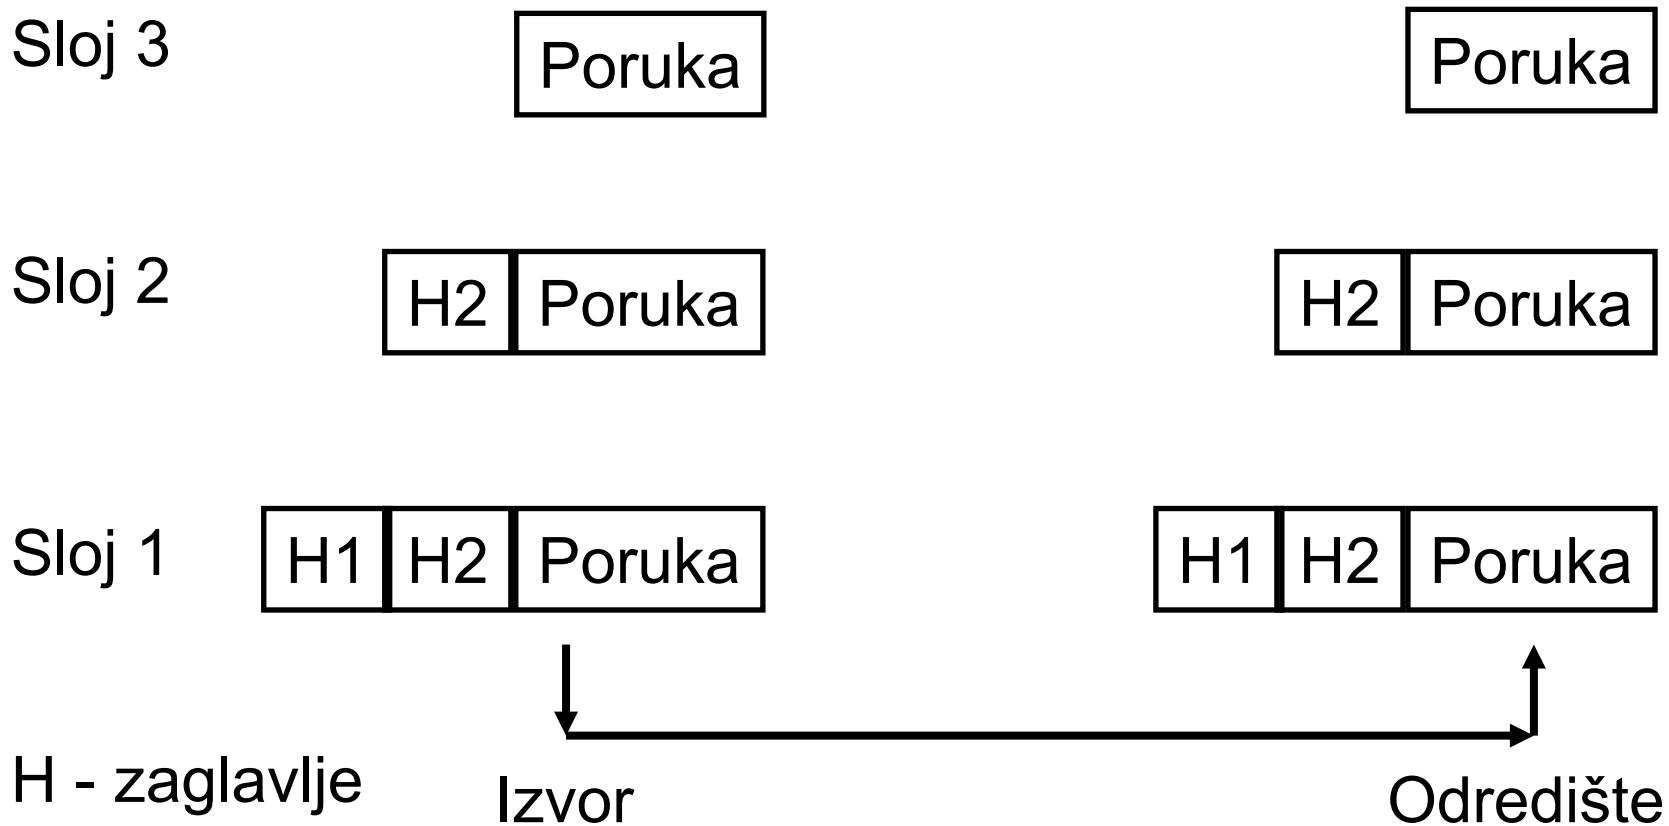 Sloj 3 Poruka Poruka
Sloj 2 H2 Poruka H2 Poruka
Sloj 1 H1 H2 Poruka H1 H2 Poruka
H - zaglavlje Izvor Odredište